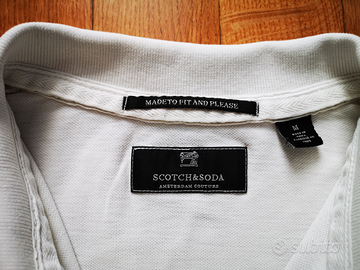 MADE TO FIT AND PLEASE
M
SCOTCH&SODA
AMSTERDAM COUTURE
subito